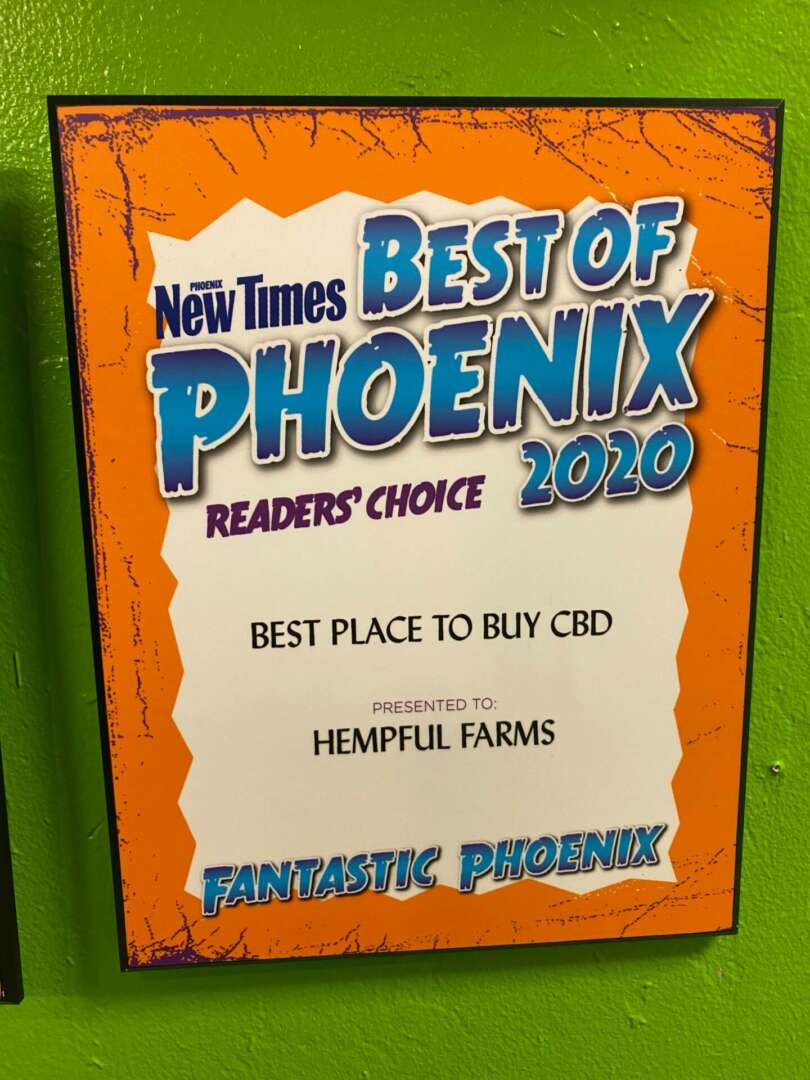 BEST OF
PHOENIX
New Times
PHOENIX
2020
READERS' CHOICE
BEST PLACE TO BUY CBD
PRESENTED TO:
HEMPFUL FARMS
FANTASTIC PHOENIX